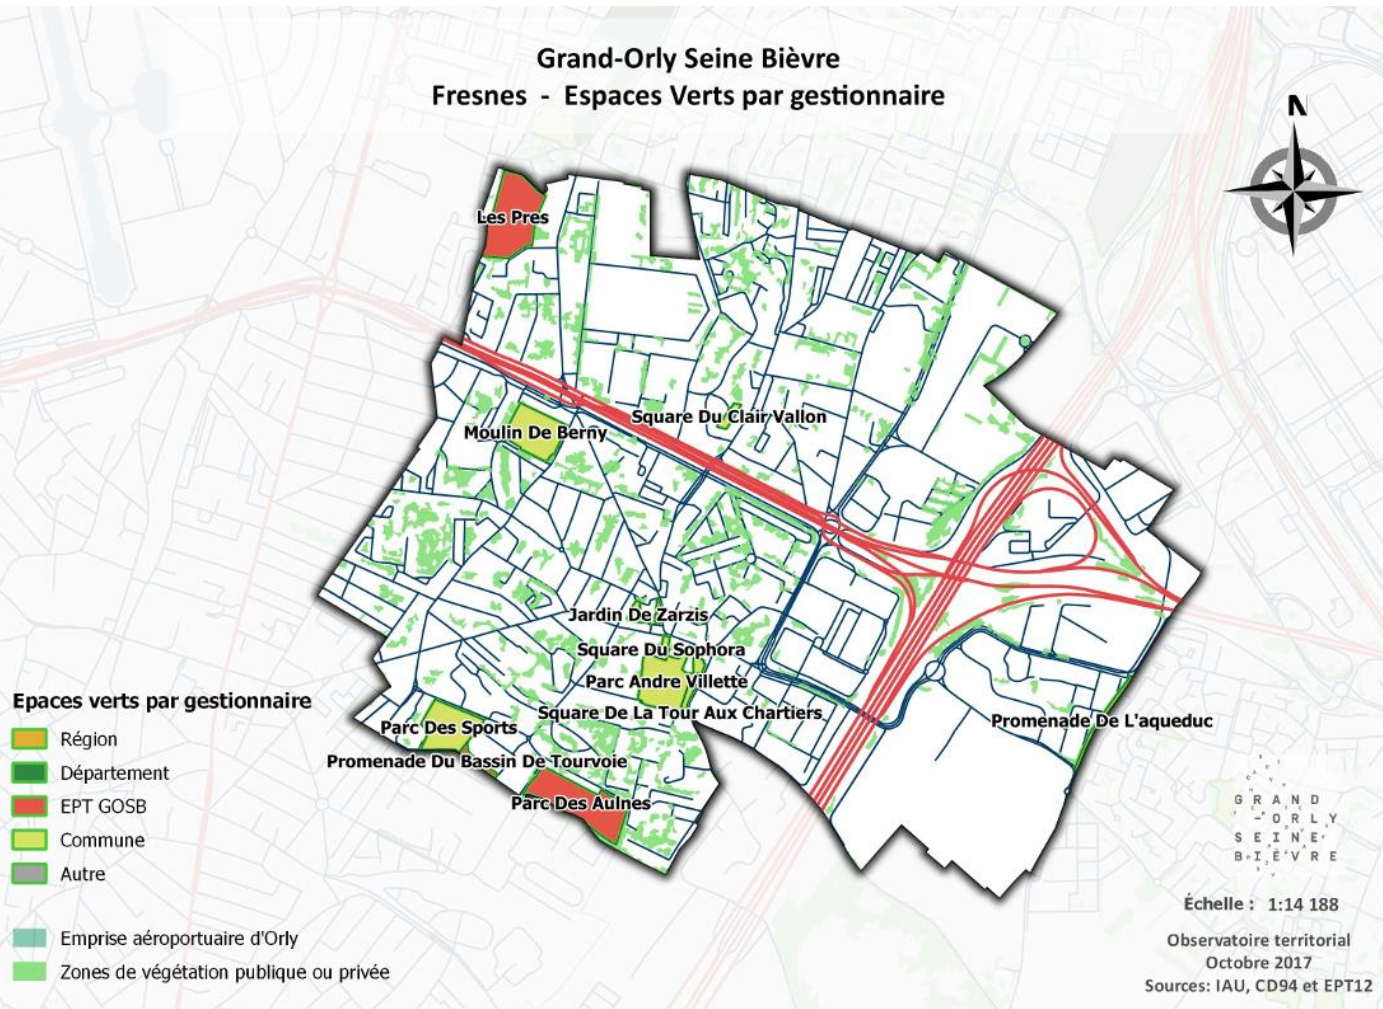 Grand-Orly Seine Bièvre
Fresnes - Espaces Verts par gestionnaire
N
Les Pres
Square Du Clair Vallon
Moulin De Berny
Jardin De Zarzis
Square Du Sophora
Parc Andre Villette
Square De La Tour Aux Chartiers
Promenade De L'aqueduc
Parc Des Sports
Promenade Du Bassin De Tourvoie
Parc Des Aulnes
Epaces verts par gestionnaire
Région
Département
EPT GOSB
Commune
Autre
Emprise aéroportuaire d'Orly
Zones de végétation publique ou privée
GRAND
-ORLY
SEINE
BIÈVRE
Échelle : 1:14 188
Observatoire territorial
Octobre 2017
Sources: IAU, CD94 et EPT12